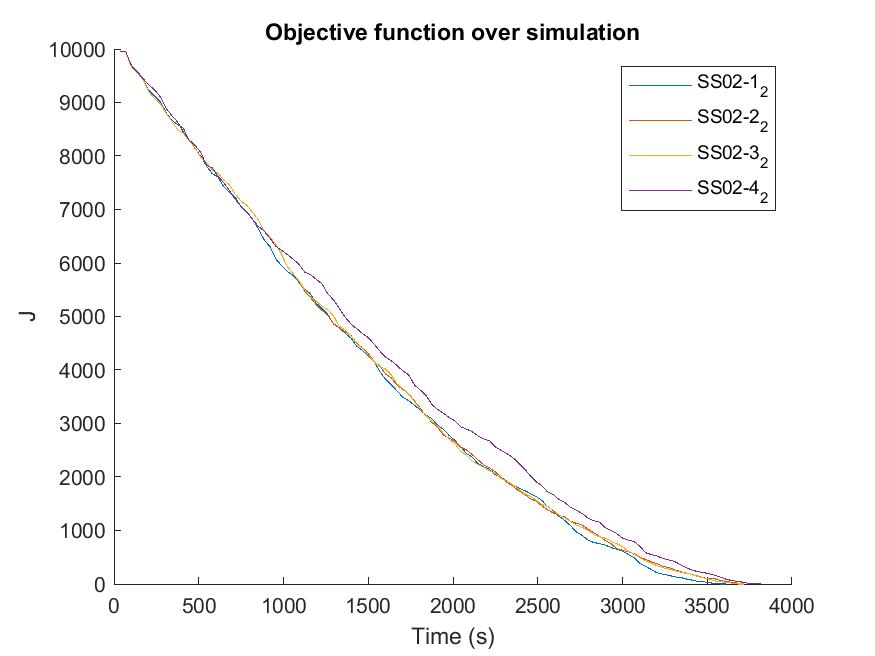 Objective function over simulation
10000
9000
8000
7000
6000
5000
4000
3000
2000
1000
0
J
SS02-1₂
SS02-2₂
SS02-3₂
SS02-4₂
0 500 1000 1500 2000 2500 3000 3500 4000
Time (s)